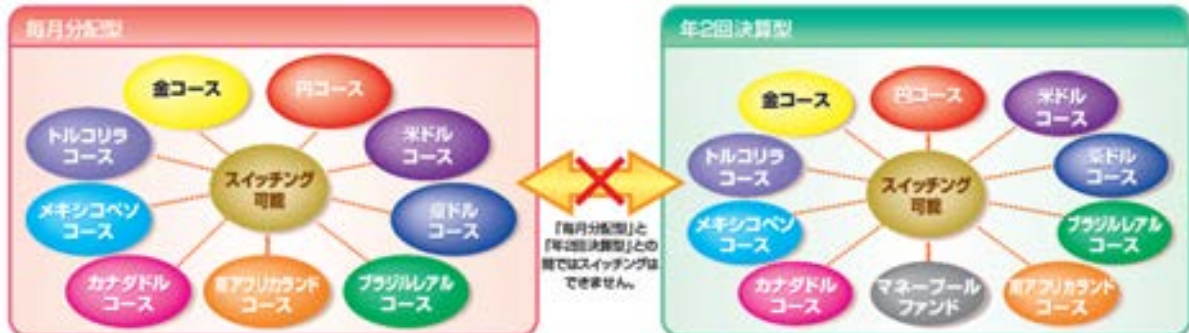 毎月分配型
金コース
円コース
トルコリラ
コース
米ドル
コース
スイッチング
可能
メキシコペソ
コース
豪ドル
コース
カナダドル
コース
南アフリカランド
コース
ブラジルレアル
コース
「毎月分配型」と
「年2回決算型」との
間ではスイッチングは
できません。
年2回決算型
金コース
円コース
米ドル
コース
トルコリラ
コース
豪ドル
コース
スイッチング
可能
メキシコペソ
コース
ブラジルレアル
コース
カナダドル
コース
マネープール
ファンド
南アフリカランド
コース